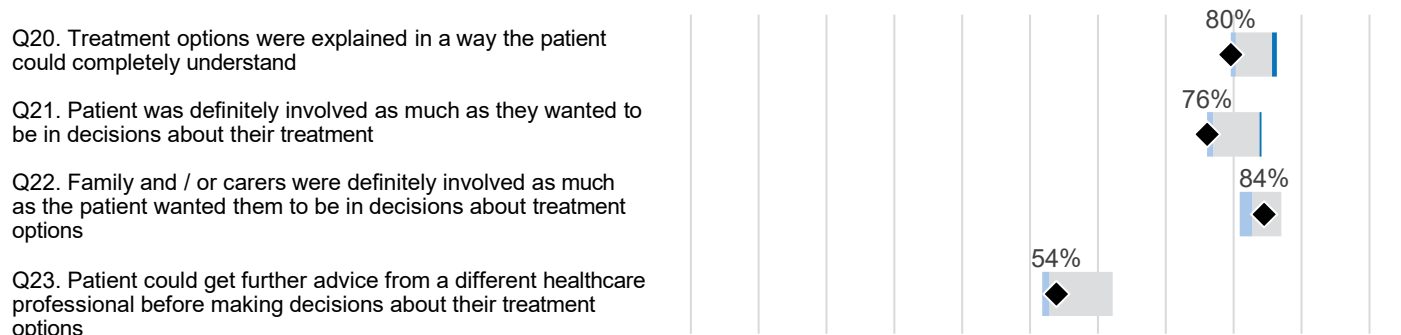 80%
Q20. Treatment options were explained in a way the patient
could completely understand
76%
Q21. Patient was definitely involved as much as they wanted to
be in decisions about their treatment
84%
Q22. Family and / or carers were definitely involved as much
as the patient wanted them to be in decisions about treatment
options
54%
Q23. Patient could get further advice from a different healthcare
professional before making decisions about their treatment
options